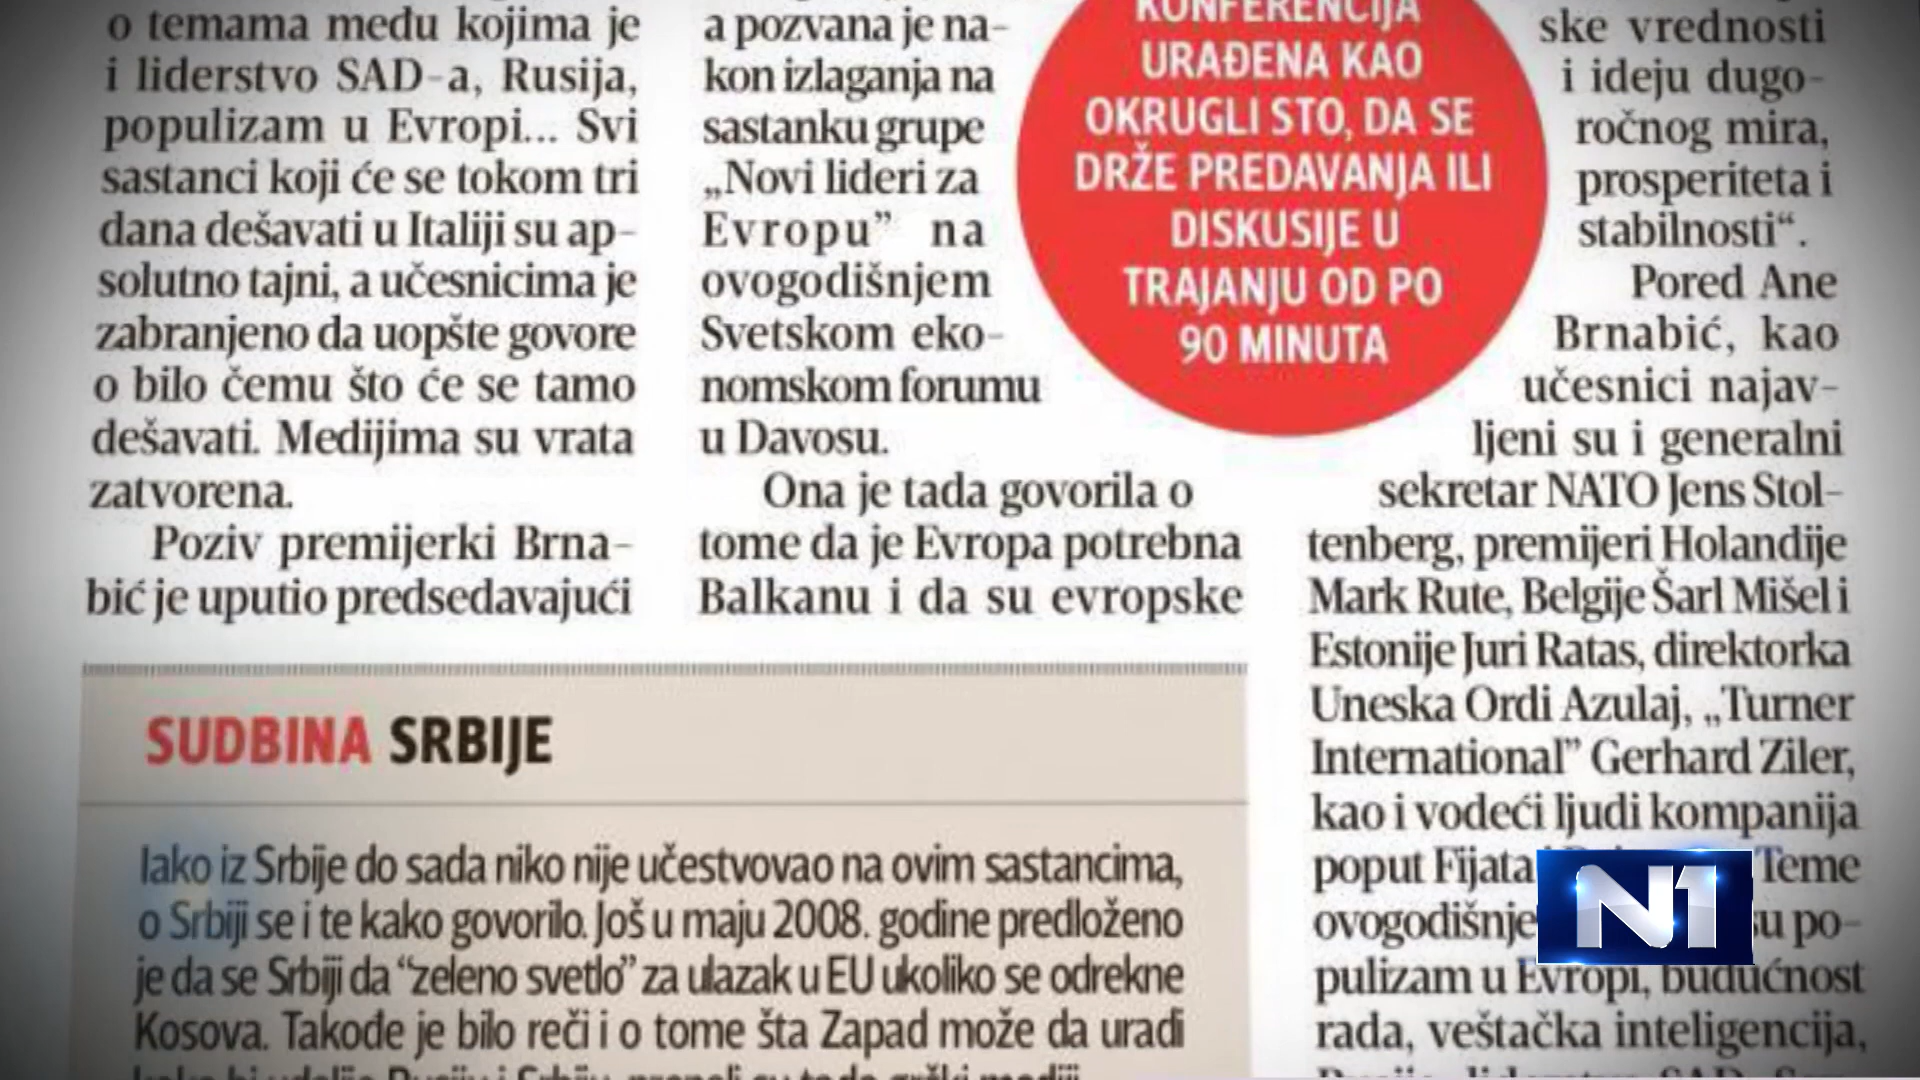 o temama među kojima je
i liderstvo SAD-a, Rusija,
populizam u Evropi... Svi
sastanci koji će se tokom tri
dana dešavati u Italiji su ap-
solutno tajni, a učesnicima je
zabranjeno da uopšte govore
o bilo čemu što će se tamo
dešavati. Medijima su vrata
zatvorena.
Poziv premijerki Brna-
bić je uputio predsedavajući
a pozvana je na-
kon izlaganja na
sastanku grupe
„Novi lideri za
Evropu” na
ovogodišnjem
Svetskom eko-
nomskom forumu
u Davosu.
Ona je tada govorila o
tome da je Evropa potrebna
Balkanu i da su evropske
KONFERENCIJA
URAĐENA KAO
OKRUGLI STO, DA SE
DRŽE PREDAVANJA ILI
DISKUSIJE U
TRAJANJU OD PO
90 MINUTA
ske vrednosti
i ideju dugo-
ročnog mira,
prosperiteta i
stabilnosti“.
Pored Ane
Brnabić, kao
učesnici najav-
ljeni su i generalni
sekretar NATO Jens Stol-
tenberg, premijeri Holandije
Mark Rute, Belgije Šarl Mišel i
Estonije Juri Ratas, direktorka
Uneska Ordi Azulaj, „Turner
International” Gerhard Ziler,
kao i vodeći ljudi kompanija
poput Fijata Teme
ovogodišnje su po-
pulizam u Evropi, budućnost
rada, veštačka inteligencija,
SUDBINA SRBIJE
Iako iz Srbije do sada niko nije učestvovao na ovim sastancima,
o Srbiji se i te kako govorilo. Još u maju 2008. godine predloženo
je da se Srbiji da “zeleno svetlo” za ulazak u EU ukoliko se odrekne
Kosova. Takođe je bilo reči i o tome šta Zapad može da uradi
N1